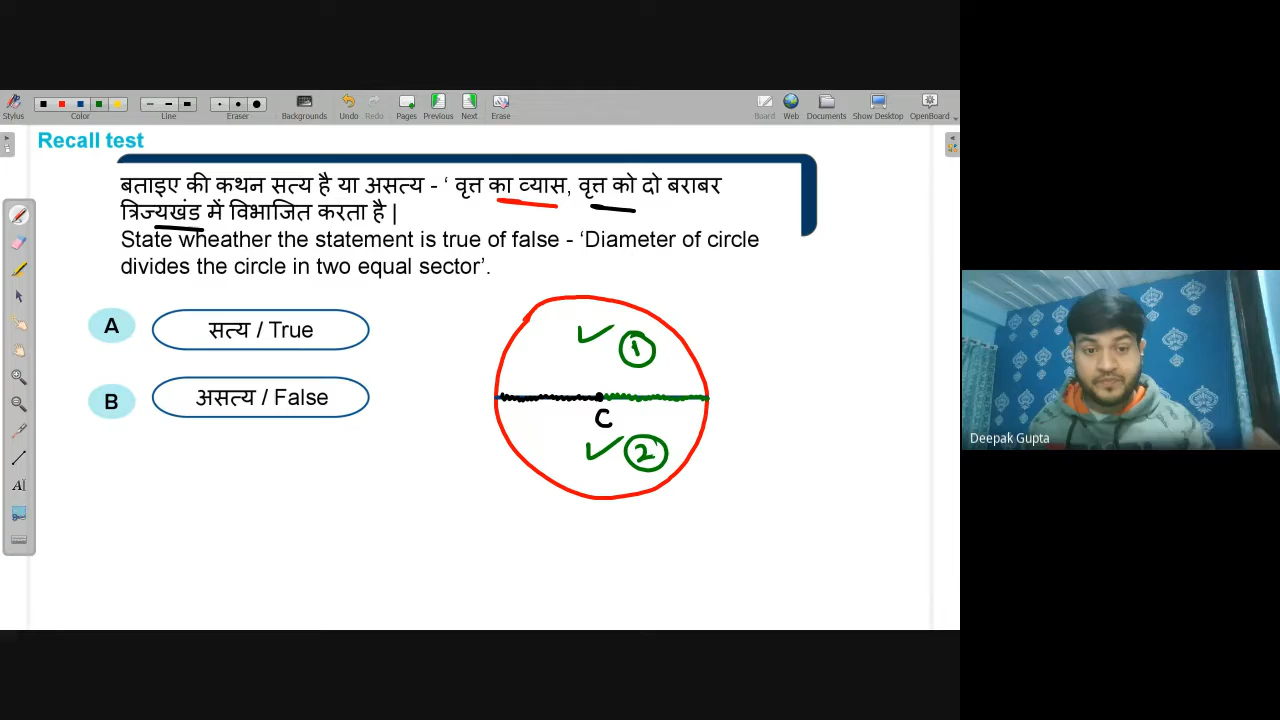 Stylus
Color
Line
Eraser
Backgrounds
Undo
Redo
Pages
Previous
Next
Erase
Board
Web
Documents
Show Desktop
OpenBoard
Recall test
बताइए की कथन सत्य है या असत्य - ‘ वृत्त का व्यास, वृत्त को दो बराबर
त्रिज्यखंड में विभाजित करता है |
State wheather the statement is true of false - ‘Diameter of circle
divides the circle in two equal sector’.
A
सत्य / True
B
असत्य / False
1
C
2
Deepak Gupta